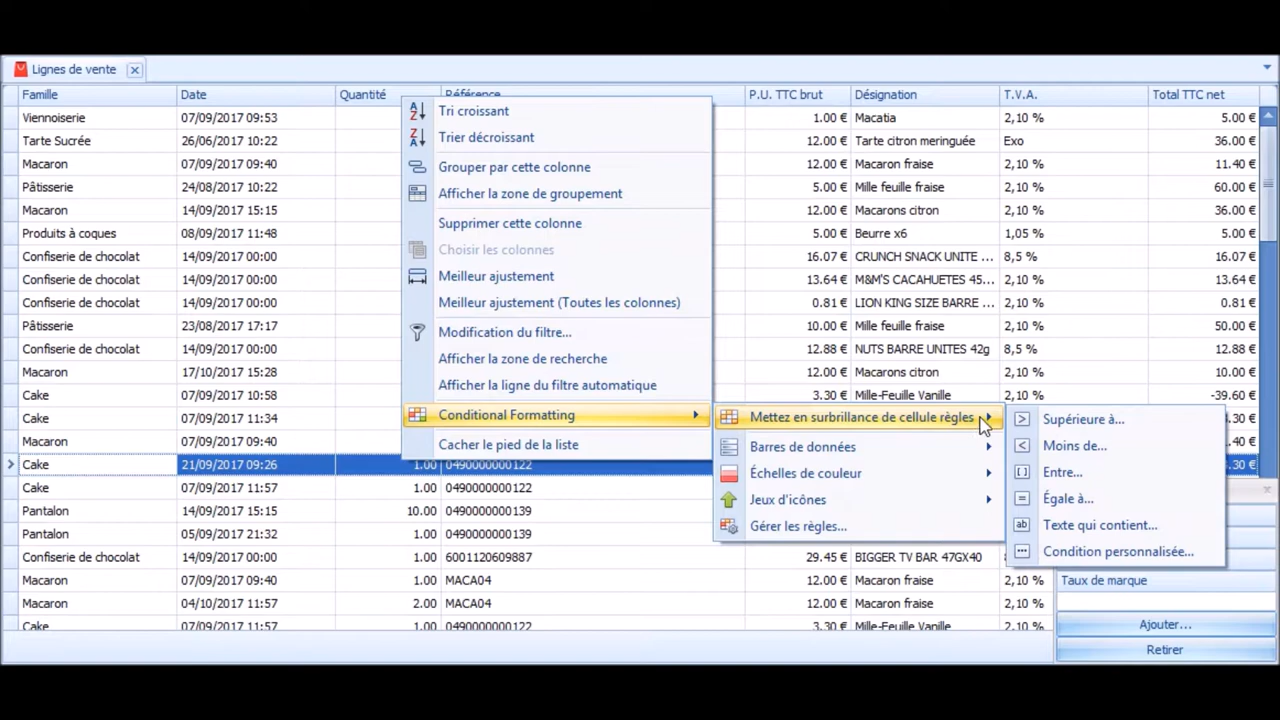 Lignes de vente
Famille Date Quantité Référence P.U. TTC brut Désignation T.V.A. Total TTC net
Viennoiserie 07/09/2017 09:53 1.00 € Macatia 2,10 % 5.00 €
Tarte Sucrée 26/06/2017 10:22 12.00 € Tarte citron meringuée Exo 36.00 €
Macaron 07/09/2017 09:40 12.00 € Macaron fraise 2,10 % 11.40 €
Pâtisserie 24/08/2017 10:22 5.00 € Mille feuille fraise 2,10 % 60.00 €
Macaron 14/09/2017 15:15 12.00 € Macarons citron 2,10 % 36.00 €
Produits à coques 08/09/2017 11:48 5.00 € Beurre x6 1,05 % 5.00 €
Confiserie de chocolat 14/09/2017 00:00 16.07 € CRUNCH SNACK UNITE ... 8,5 % 16.07 €
Confiserie de chocolat 14/09/2017 00:00 13.64 € M&M'S CACAHUETES 45... 2,10 % 13.64 €
Confiserie de chocolat 14/09/2017 00:00 0.81 € LION KING SIZE BARRE ... 2,10 % 0.81 €
Pâtisserie 23/08/2017 17:17 10.00 € Mille feuille fraise 2,10 % 50.00 €
Confiserie de chocolat 14/09/2017 00:00 12.88 € NUTS BARRE UNITES 42g 8,5 % 12.88 €
Macaron 17/10/2017 15:28 12.00 € Macarons citron 2,10 % 10.00 €
Cake 07/09/2017 10:58 3.30 € Mille-Feuille Vanille 2,10 % -39.60 €
Cake 07/09/2017 11:34
Macaron 07/09/2017 09:40
Cake 21/09/2017 09:26 1.00 0490000000122
Cake 07/09/2017 11:57 1.00 0490000000122
Pantalon 14/09/2017 15:15 10.00 0490000000139
Pantalon 05/09/2017 21:32 1.00 0490000000139
Confiserie de chocolat 14/09/2017 00:00 1.00 6001120609887 29.45 € BIGGER TV BAR 47GX40
Macaron 07/09/2017 09:40 1.00 MACA04 12.00 € Macaron fraise 2,10 %
Macaron 04/10/2017 11:57 2.00 MACA04 12.00 € Macaron fraise 2,10 %
Cake 07/09/2017 11:57 1.00 0490000000122 3.30 € Mille-Feuille Vanille 2,10 %
Tri croissant
Trier décroissant
Grouper par cette colonne
Afficher la zone de groupement
Supprimer cette colonne
Choisir les colonnes
Meilleur ajustement
Meilleur ajustement (Toutes les colonnes)
Modification du filtre...
Afficher la zone de recherche
Afficher la ligne du filtre automatique
Conditional Formatting
Cacher le pied de la liste
Mettez en surbrillance de cellule règles
Barres de données
Échelles de couleur
Jeux d'icônes
Gérer les règles...
Supérieure à...
Moins de...
Entre...
Égale à...
Texte qui contient...
Condition personnalisée...
Taux de marque
Ajouter...
Retirer